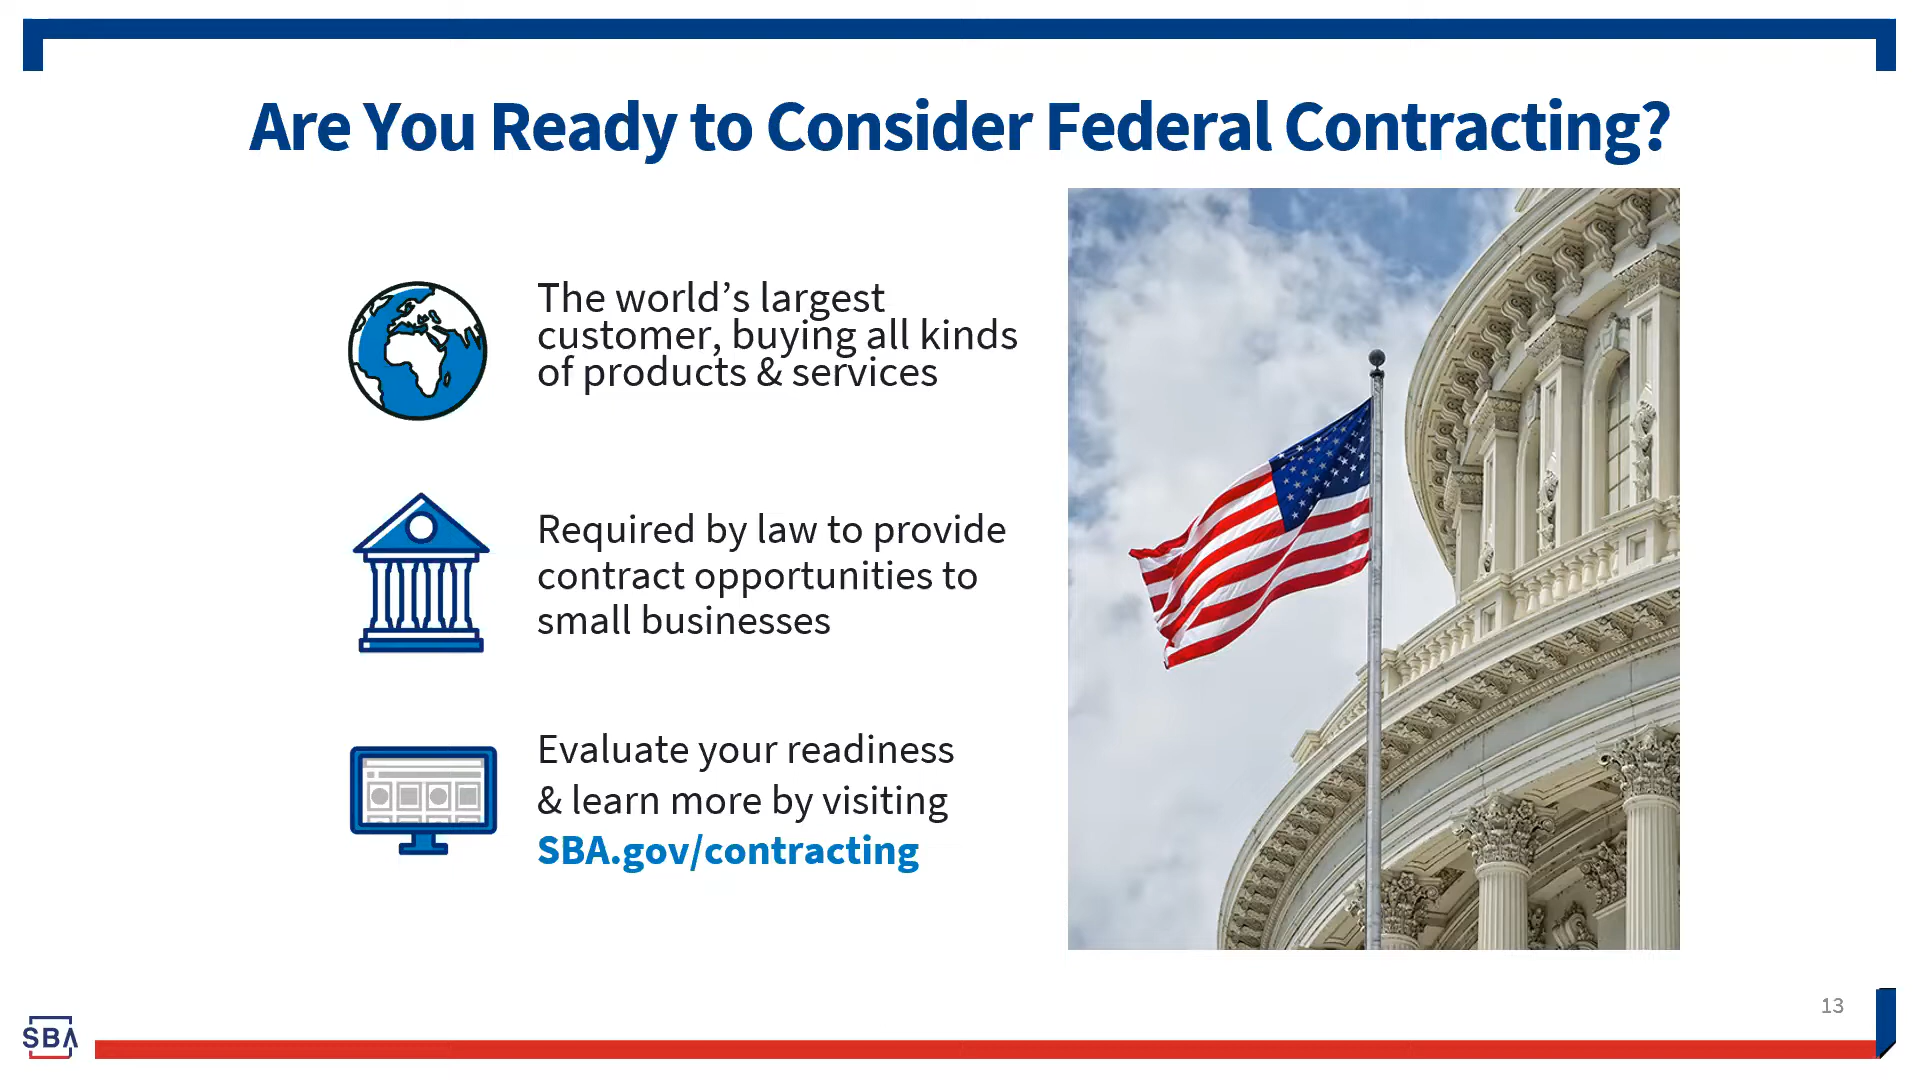 Are You Ready to Consider Federal Contracting?
The world’s largest
customer, buying all kinds
of products & services
Required by law to provide
contract opportunities to
small businesses
Evaluate your readiness
& learn more by visiting
SBA.gov/contracting
13
SBA